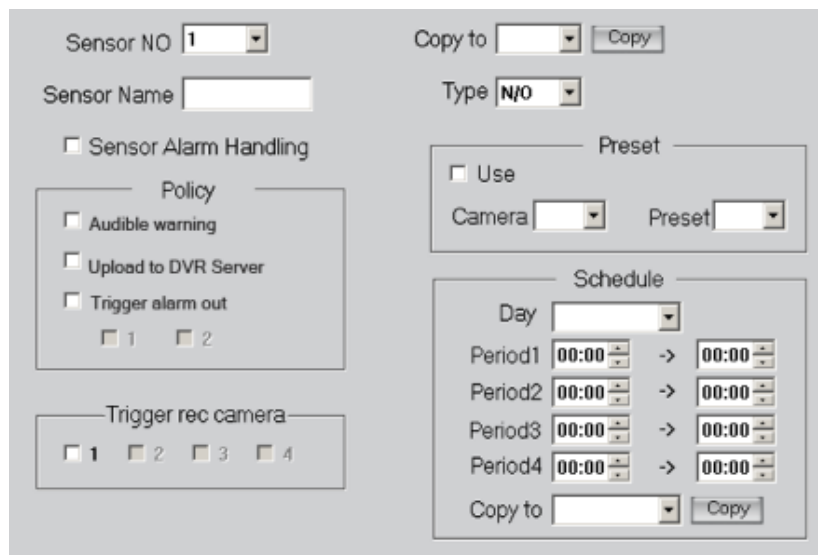 Sensor NO 1
Copy to Copy
Sensor Name
Type N/O
Sensor Alarm Handling
Policy
Audible warning
Upload to DVR Server
Trigger alarm out
1 2
Trigger rec camera
1 2 3 4
Preset
Use
Camera Preset
Schedule
Day
Period1 00:00 -> 00:00
Period2 00:00 -> 00:00
Period3 00:00 -> 00:00
Period4 00:00 -> 00:00
Copy to Copy